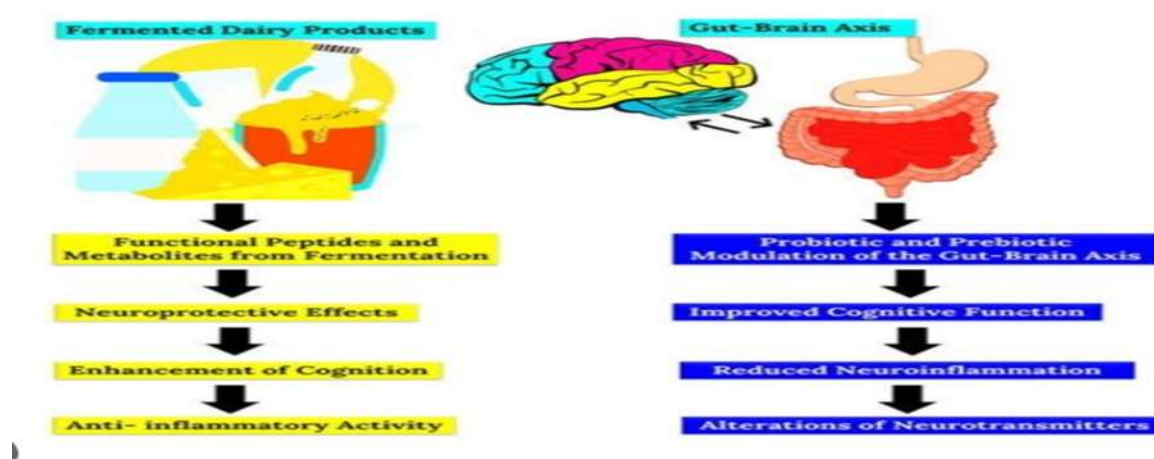 Fermented Dairy Products
Gut-Brain Axis
Functional Peptides and
Metabolites from Fermentation
Neuroprotective Effects
Enhancement of Cognition
Anti- inflammatory Activity
Probiotic and Prebiotic
Modulation of the Gut-Brain Axis
Improved Cognitive Function
Reduced Neuroinflammation
Alterations of Neurotransmitters